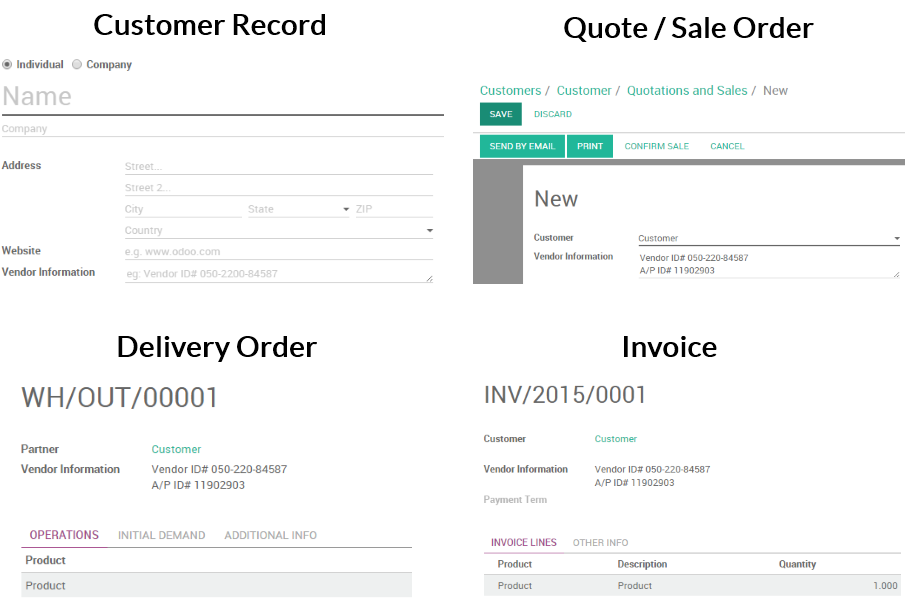 Customer Record
Individual Company
Name
Company
Address Street...
Street 2...
City State ZIP
Country
Website e.g. www.odoo.com
Vendor Information eg: Vendor ID# 050-2200-84587
Quote / Sale Order
Customers / Customer / Quotations and Sales / New
SAVE DISCARD
SEND BY EMAIL PRINT CONFIRM SALE CANCEL
New
Customer Customer
Vendor Information Vendor ID# 050-220-84587
A/P ID# 11902903
Delivery Order
WH/OUT/00001
Partner Customer
Vendor Information Vendor ID# 050-220-84587
A/P ID# 11902903
OPERATIONS INITIAL DEMAND ADDITIONAL INFO
Product
Product
Invoice
INV/2015/0001
Customer Customer
Vendor Information Vendor ID# 050-220-84587
A/P ID# 11902903
Payment Term
INVOICE LINES OTHER INFO
Product Description Quantity
Product Product 1.000